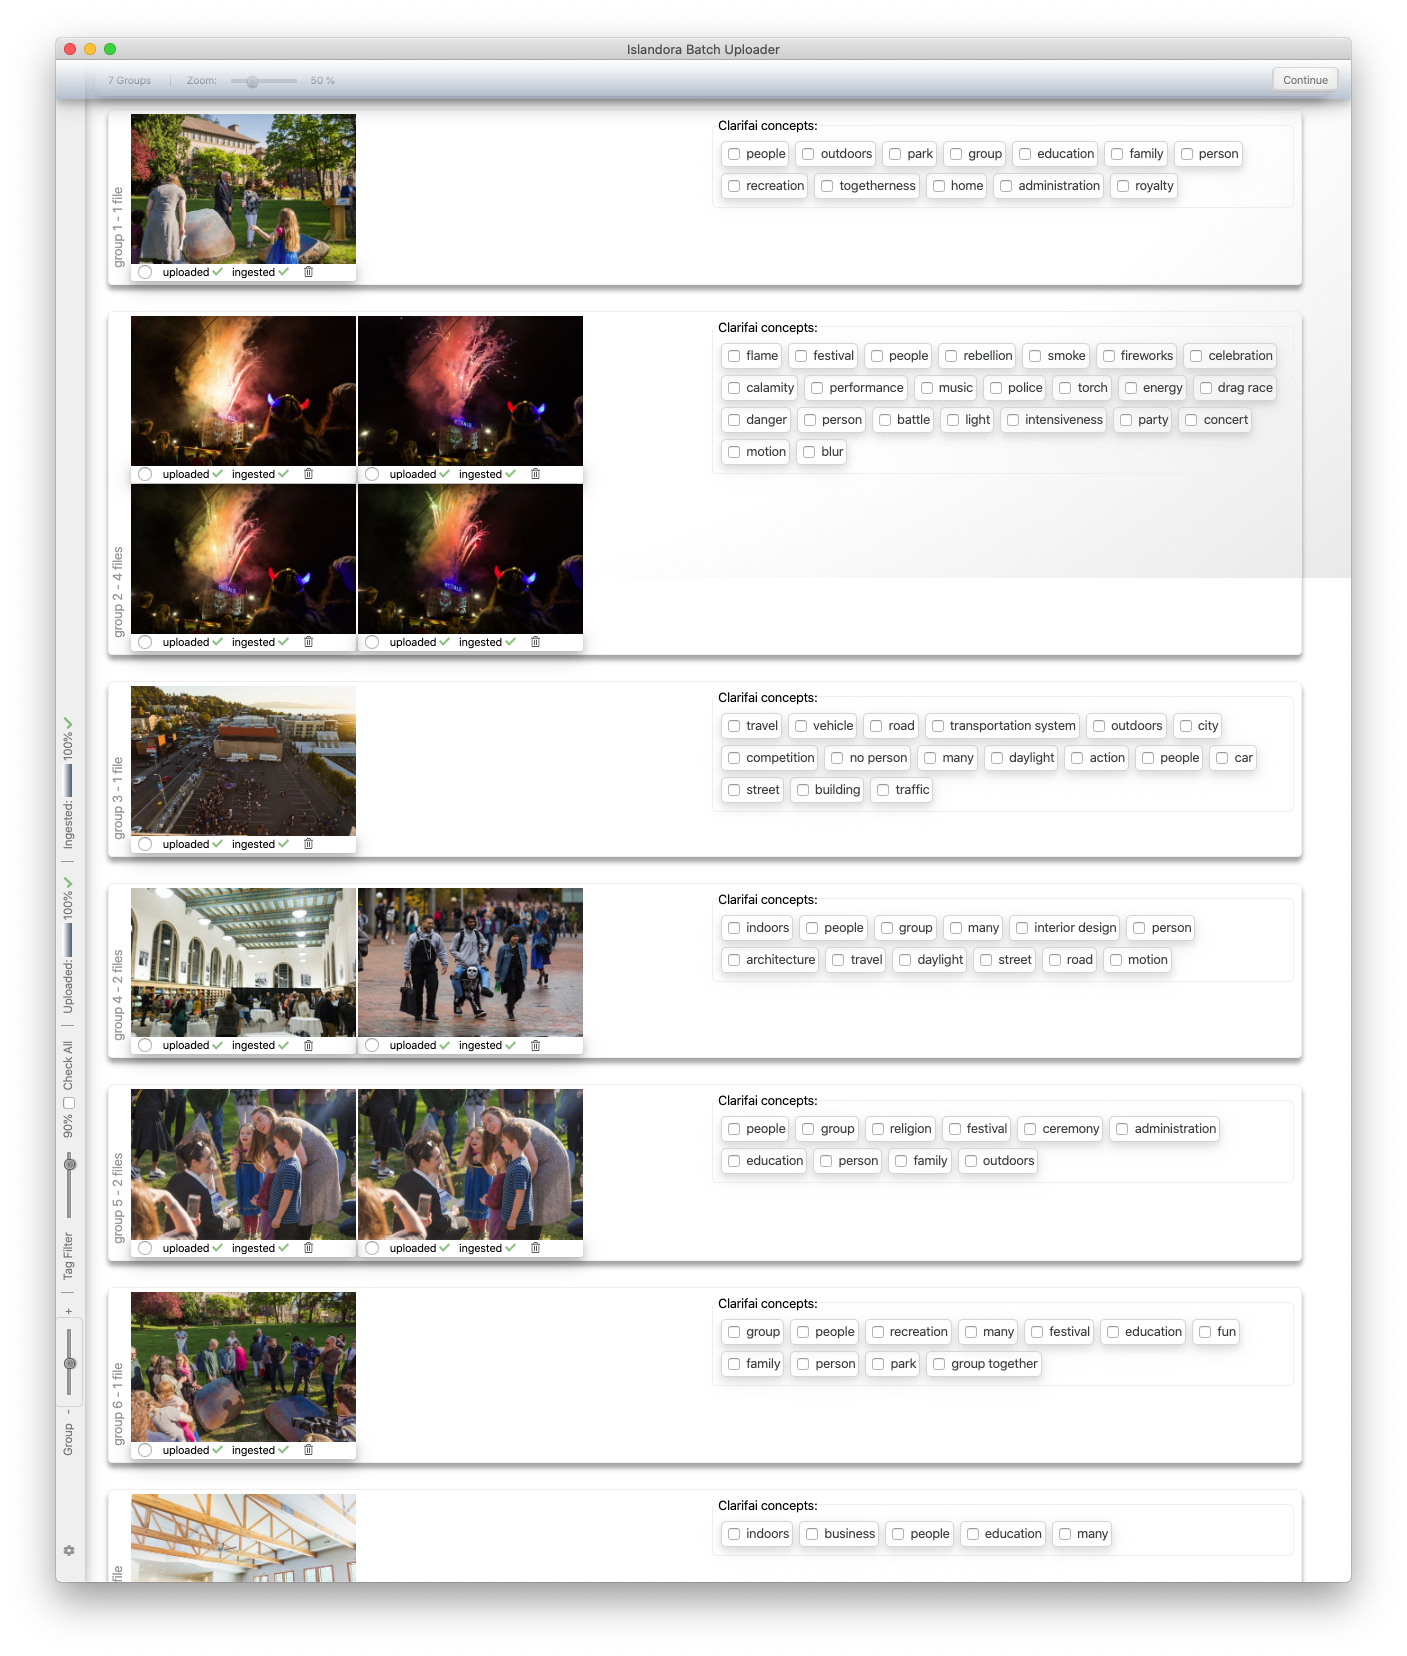 Islandora Batch Uploader
7 Groups Zoom: 50 % Continue
group 1 - 1 file
uploaded ingested
Clarifai concepts:
people outdoors park group education family person
recreation togetherness home administration royalty
group 2 - 4 files
uploaded ingested uploaded ingested
uploaded ingested uploaded ingested
Clarifai concepts:
flame festival people rebellion smoke fireworks celebration
calamity performance music police torch energy drag race
danger person battle light intensiveness party concert
motion blur
group 3 - 1 file
uploaded ingested
Clarifai concepts:
travel vehicle road transportation system outdoors city
competition no person many daylight action people car
street building traffic
group 4 - 2 files
uploaded ingested uploaded ingested
Clarifai concepts:
indoors people group many interior design person
architecture travel daylight street road motion
group 5 - 2 files
uploaded ingested uploaded ingested
Clarifai concepts:
people group religion festival ceremony administration
education person family outdoors
group 6 - 1 file
uploaded ingested
Clarifai concepts:
group people recreation many festival education fun
family person park group together
file
Clarifai concepts:
indoors business people education many
Group - + | Tag Filter 90% Check All | Uploaded: 100% | Ingested: 100%